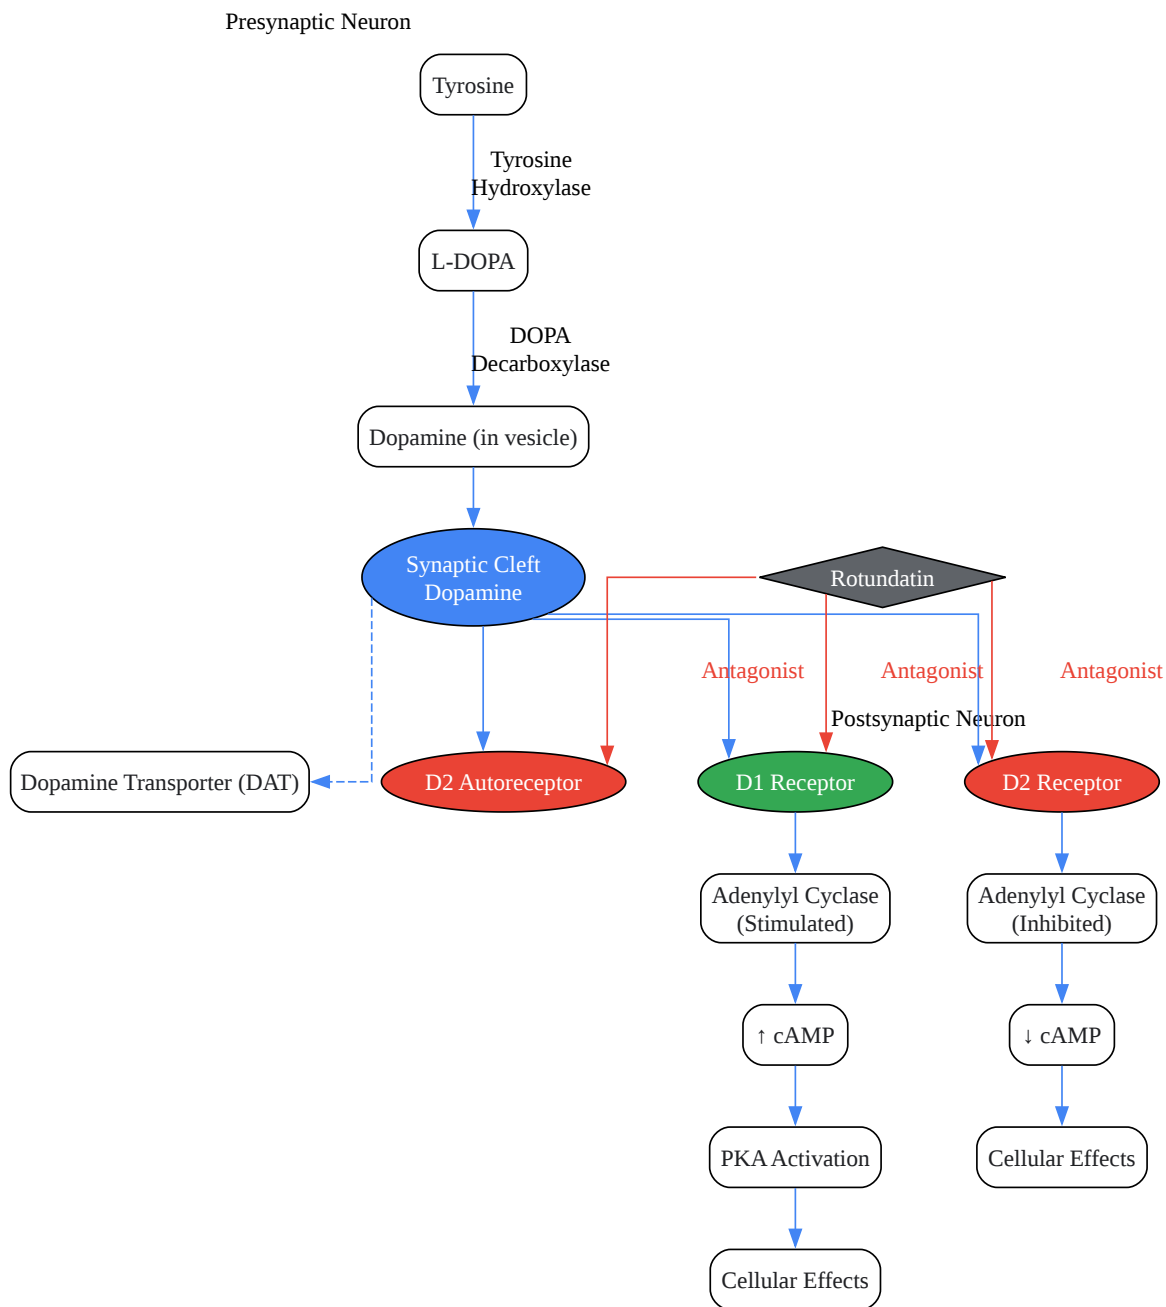 Presynaptic Neuron
Tyrosine
Tyrosine
Hydroxylase
L-DOPA
DOPA
Decarboxylase
Dopamine (in vesicle)
Synaptic Cleft
Dopamine
Rotundatin
Antagonist
Antagonist
Antagonist
Postsynaptic Neuron
Dopamine Transporter (DAT)
D2 Autoreceptor
D1 Receptor
D2 Receptor
Adenylyl Cyclase
(Stimulated)
Adenylyl Cyclase
(Inhibited)
↑ cAMP
↓ cAMP
PKA Activation
Cellular Effects
Cellular Effects